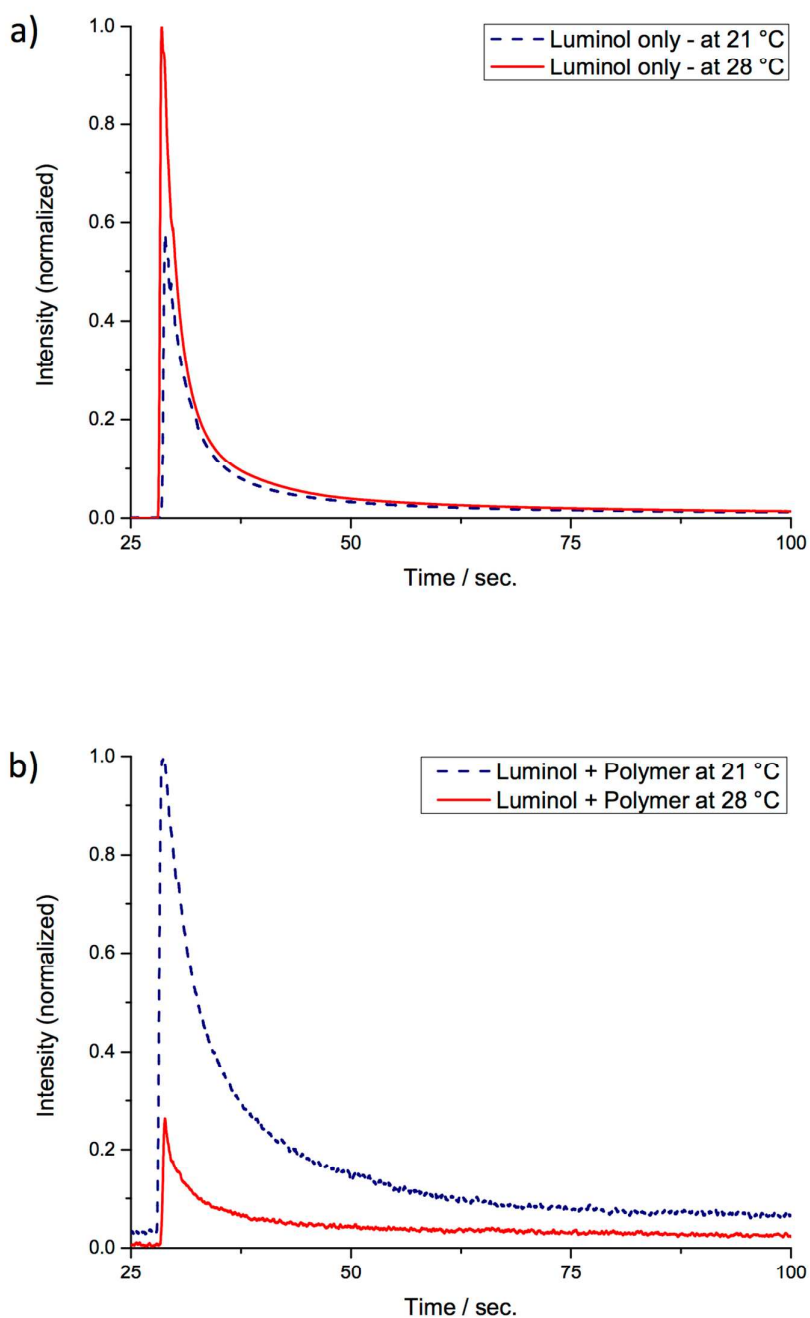 a)
Luminol only - at 21 °C
Luminol only - at 28 °C
1.0
0.8
0.6
0.4
0.2
0.0
Intensity (normalized)
25
50
75
100
Time / sec.
b)
Luminol + Polymer at 21 °C
Luminol + Polymer at 28 °C
1.0
0.8
0.6
0.4
0.2
0.0
Intensity (normalized)
25
50
75
100
Time / sec.